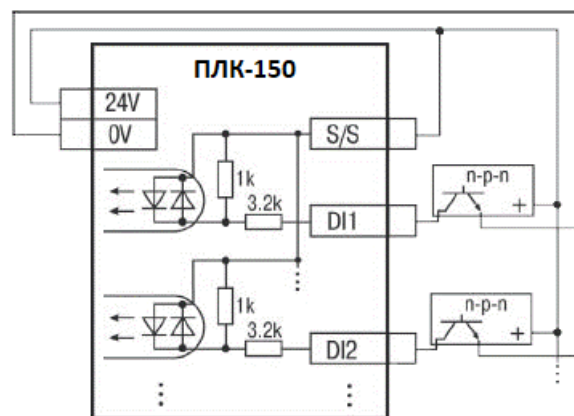 ПЛК-150
24V
0V
S/S
1k
3.2k
DI1
n-p-n
+
1k
3.2k
DI2
n-p-n
+